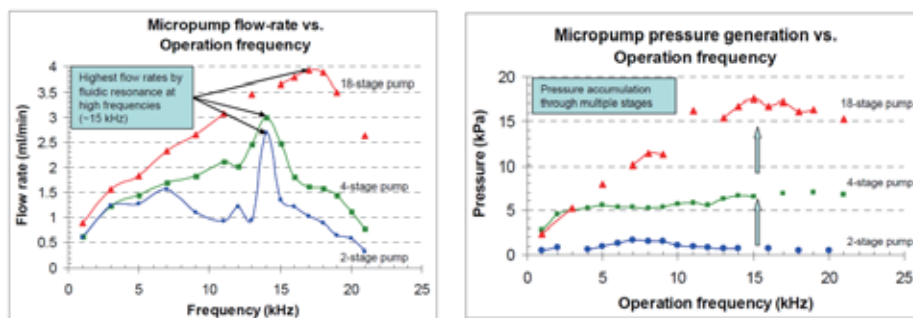 Micropump flow-rate vs.
Operation frequency
4
3.5
3
2.5
2
1.5
1
0.5
0
Flow rate (ml/min)
Highest flow rates by
fluidic resonance at
high frequencies
(~15 kHz)
18-stage pump
4-stage pump
2-stage pump
0 5 10 15 20 25
Frequency (kHz)
Micropump pressure generation vs.
Operation frequency
20
15
10
5
0
Pressure (kPa)
Pressure accumulation
through multiple stages
18-stage pump
4-stage pump
2-stage pump
0 5 10 15 20 25
Operation frequency (kHz)